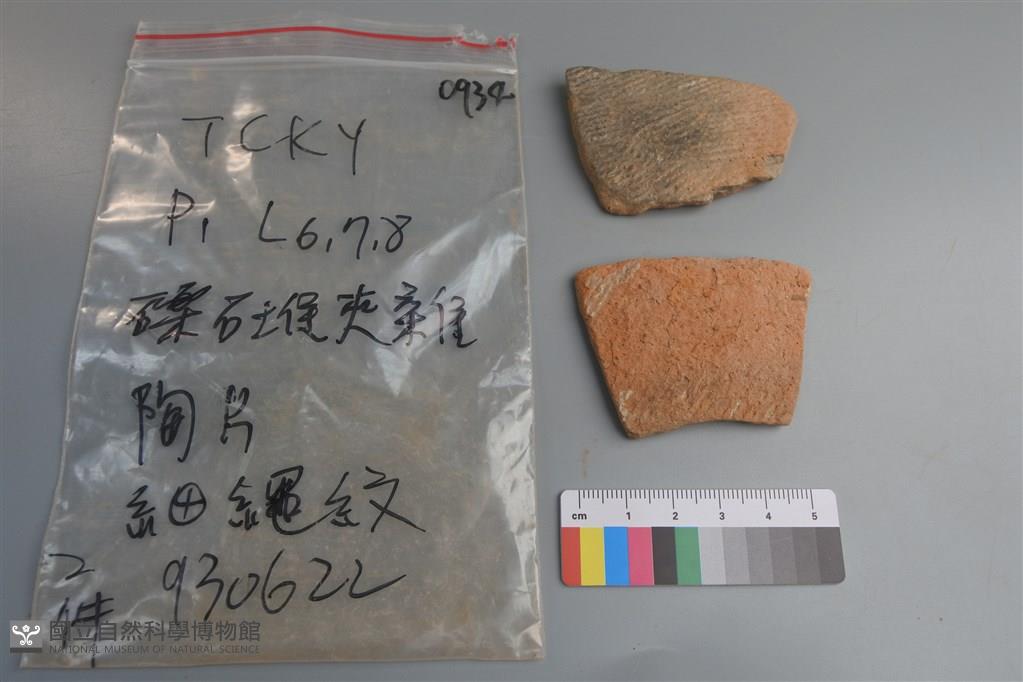 0934
TCKY
P1 L6,7,8
礫石堆夾雜
陶片
細繩紋
2件
930622
cm 1 2 3 4 5
國立自然科學博物館
NATIONAL MUSEUM OF NATURAL SCIENCE